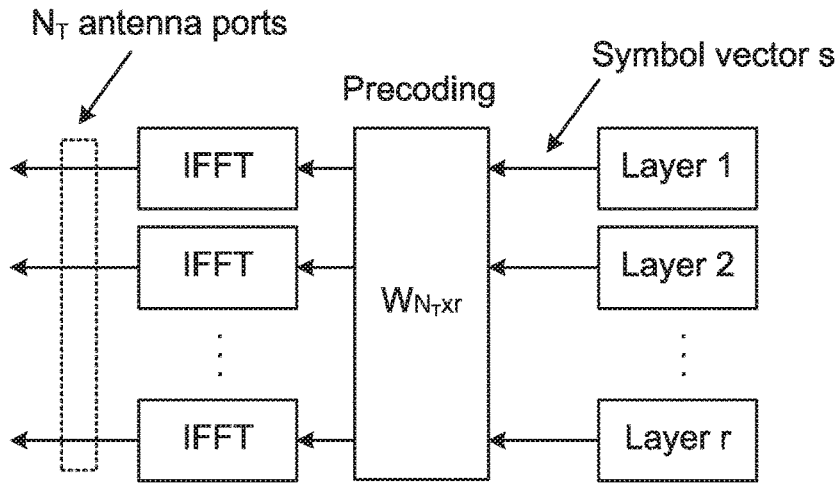 N_T antenna ports
Symbol vector s
Precoding
IFFT
Layer 1
IFFT
Layer 2
W_{N_T xr}
IFFT
Layer r